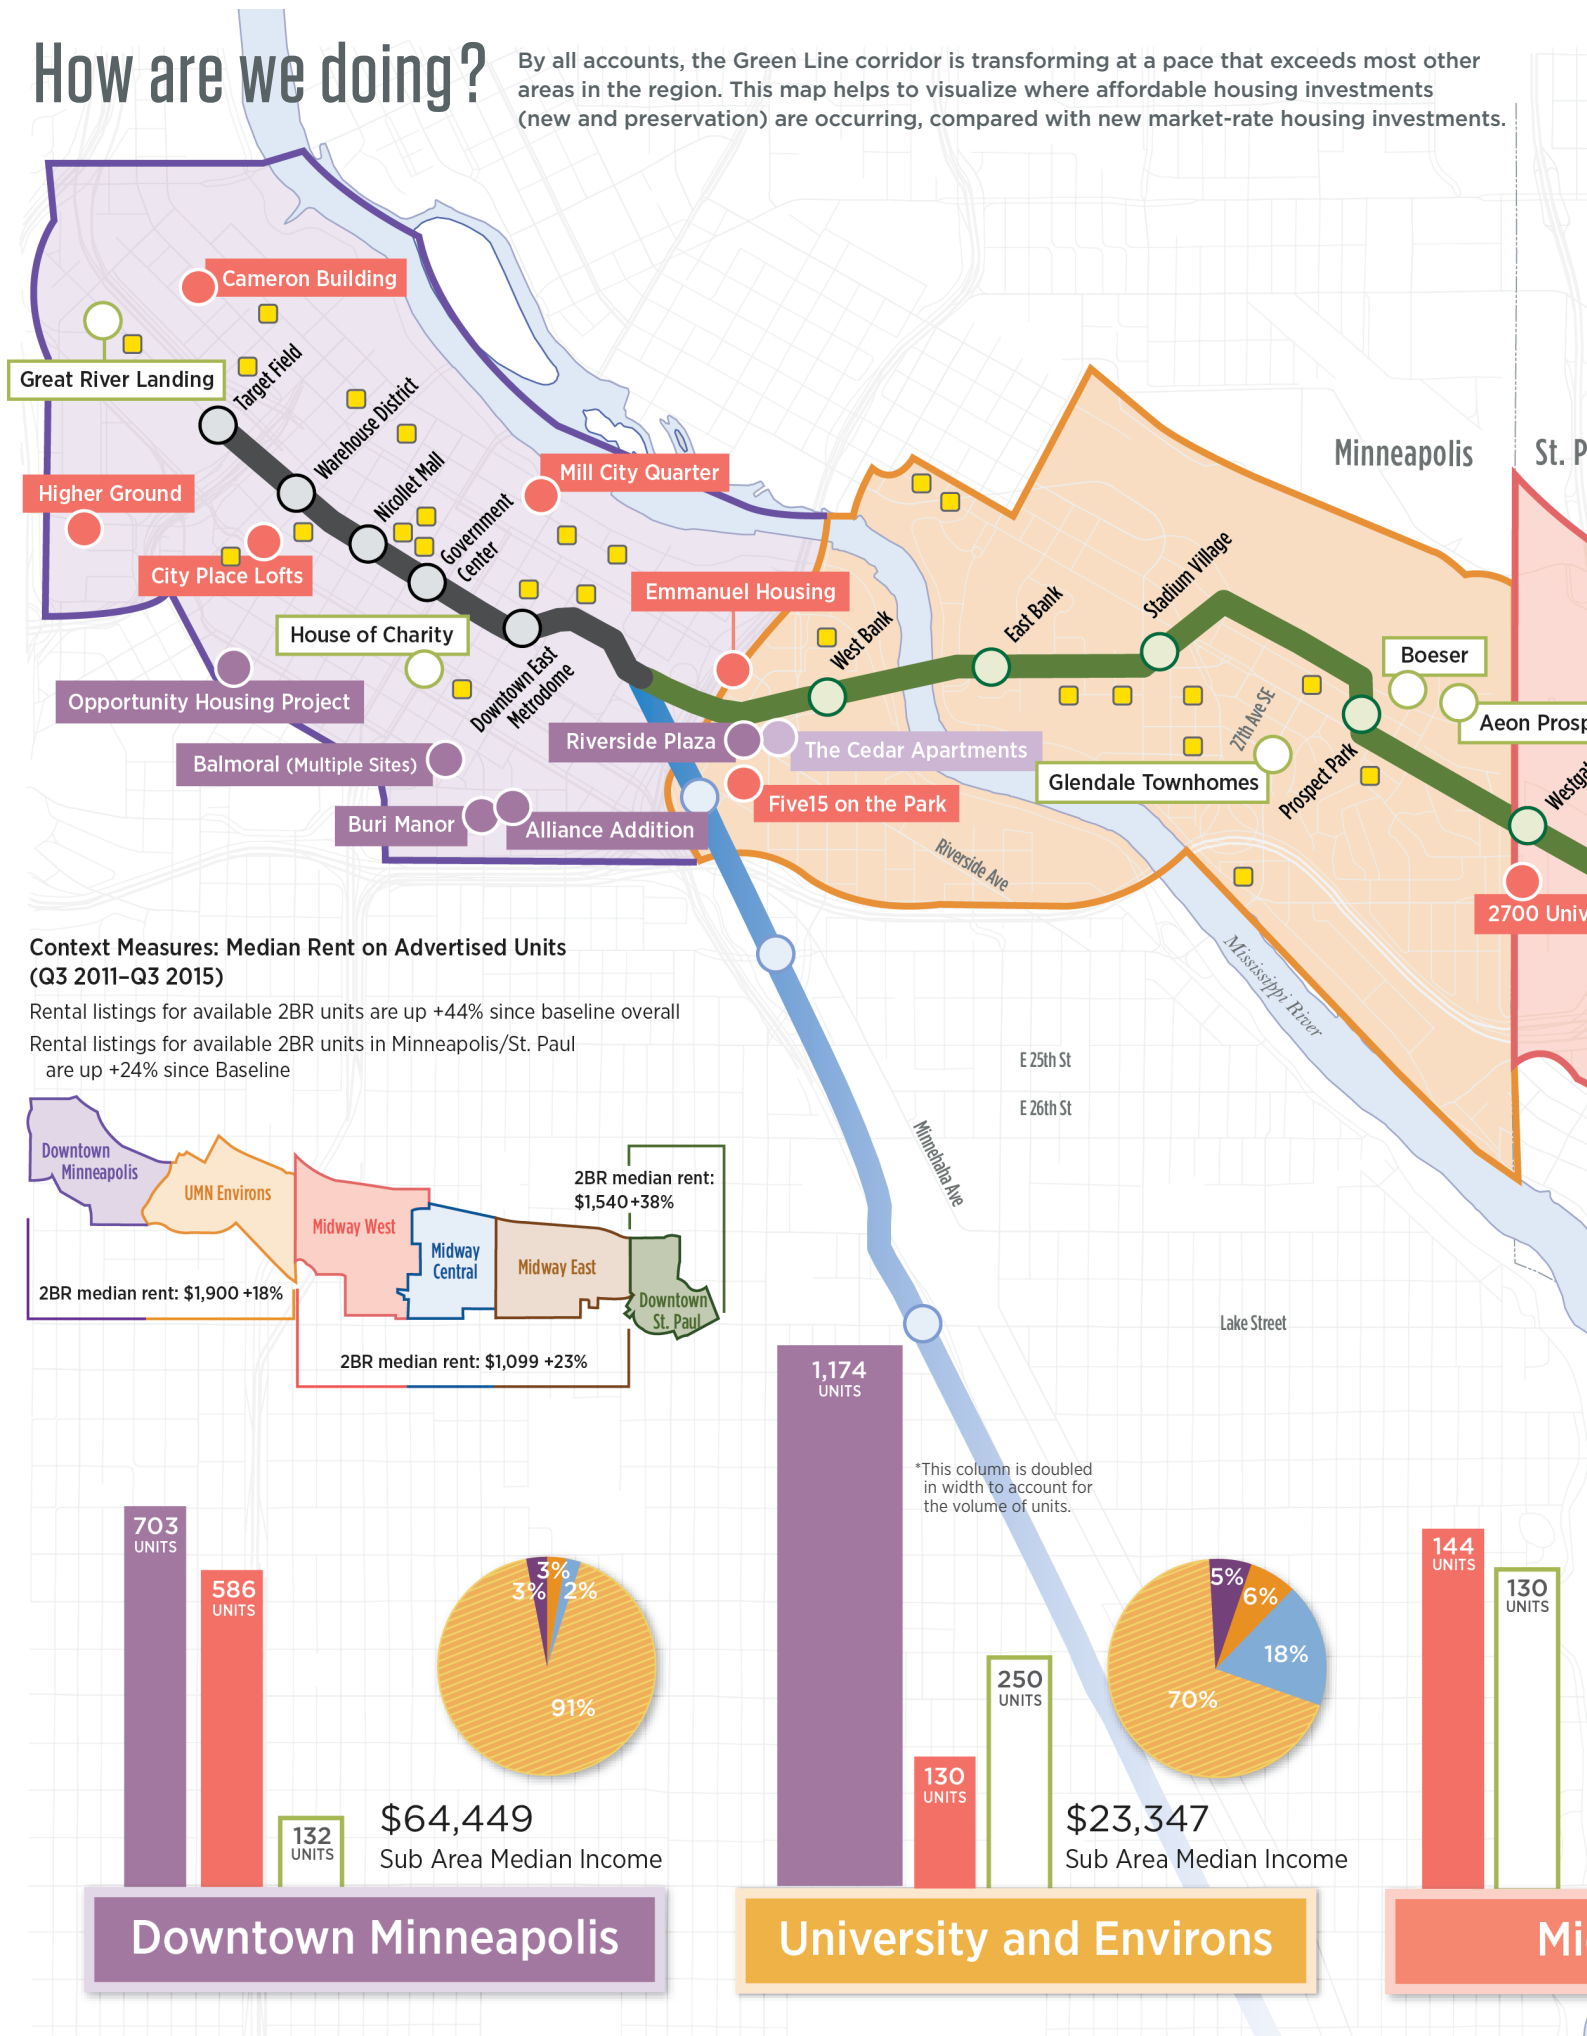 How are we doing?
By all accounts, the Green Line corridor is transforming at a pace that exceeds most other
areas in the region. This map helps to visualize where affordable housing investments
(new and preservation) are occurring, compared with new market-rate housing investments.
Cameron Building
Great River Landing
Target Field
Warehouse District
Nicollet Mall
Government
Center
Mill City Quarter
Higher Ground
City Place Lofts
Emmanuel Housing
House of Charity
Downtown East
Metrodome
Opportunity Housing Project
Balmoral (Multiple Sites)
Buri Manor
Alliance Addition
Riverside Plaza
The Cedar Apartments
Five15 on the Park
West Bank
East Bank
Stadium Village
Minneapolis
St. P
27th Ave SE
Glendale Townhomes
Prospect Park
Boeser
Aeon Prosp
Westgat
2700 Univ
Riverside Ave
Mississippi River
Context Measures: Median Rent on Advertised Units
(Q3 2011–Q3 2015)
Rental listings for available 2BR units are up +44% since baseline overall
Rental listings for available 2BR units in Minneapolis/St. Paul
are up +24% since Baseline
E 25th St
E 26th St
Minnehaha Ave
Lake Street
Downtown
Minneapolis
UMN Environs
Midway West
Midway
Central
Midway East
Downtown
St. Paul
2BR median rent:
$1,540 +38%
2BR median rent: $1,900 +18%
2BR median rent: $1,099 +23%
1,174
UNITS
*This column is doubled
in width to account for
the volume of units.
703
UNITS
586
UNITS
132
UNITS
3%
3%
2%
91%
$64,449
Sub Area Median Income
Downtown Minneapolis
130
UNITS
250
UNITS
5%
6%
18%
70%
$23,347
Sub Area Median Income
University and Environs
144
UNITS
130
UNITS
Mi